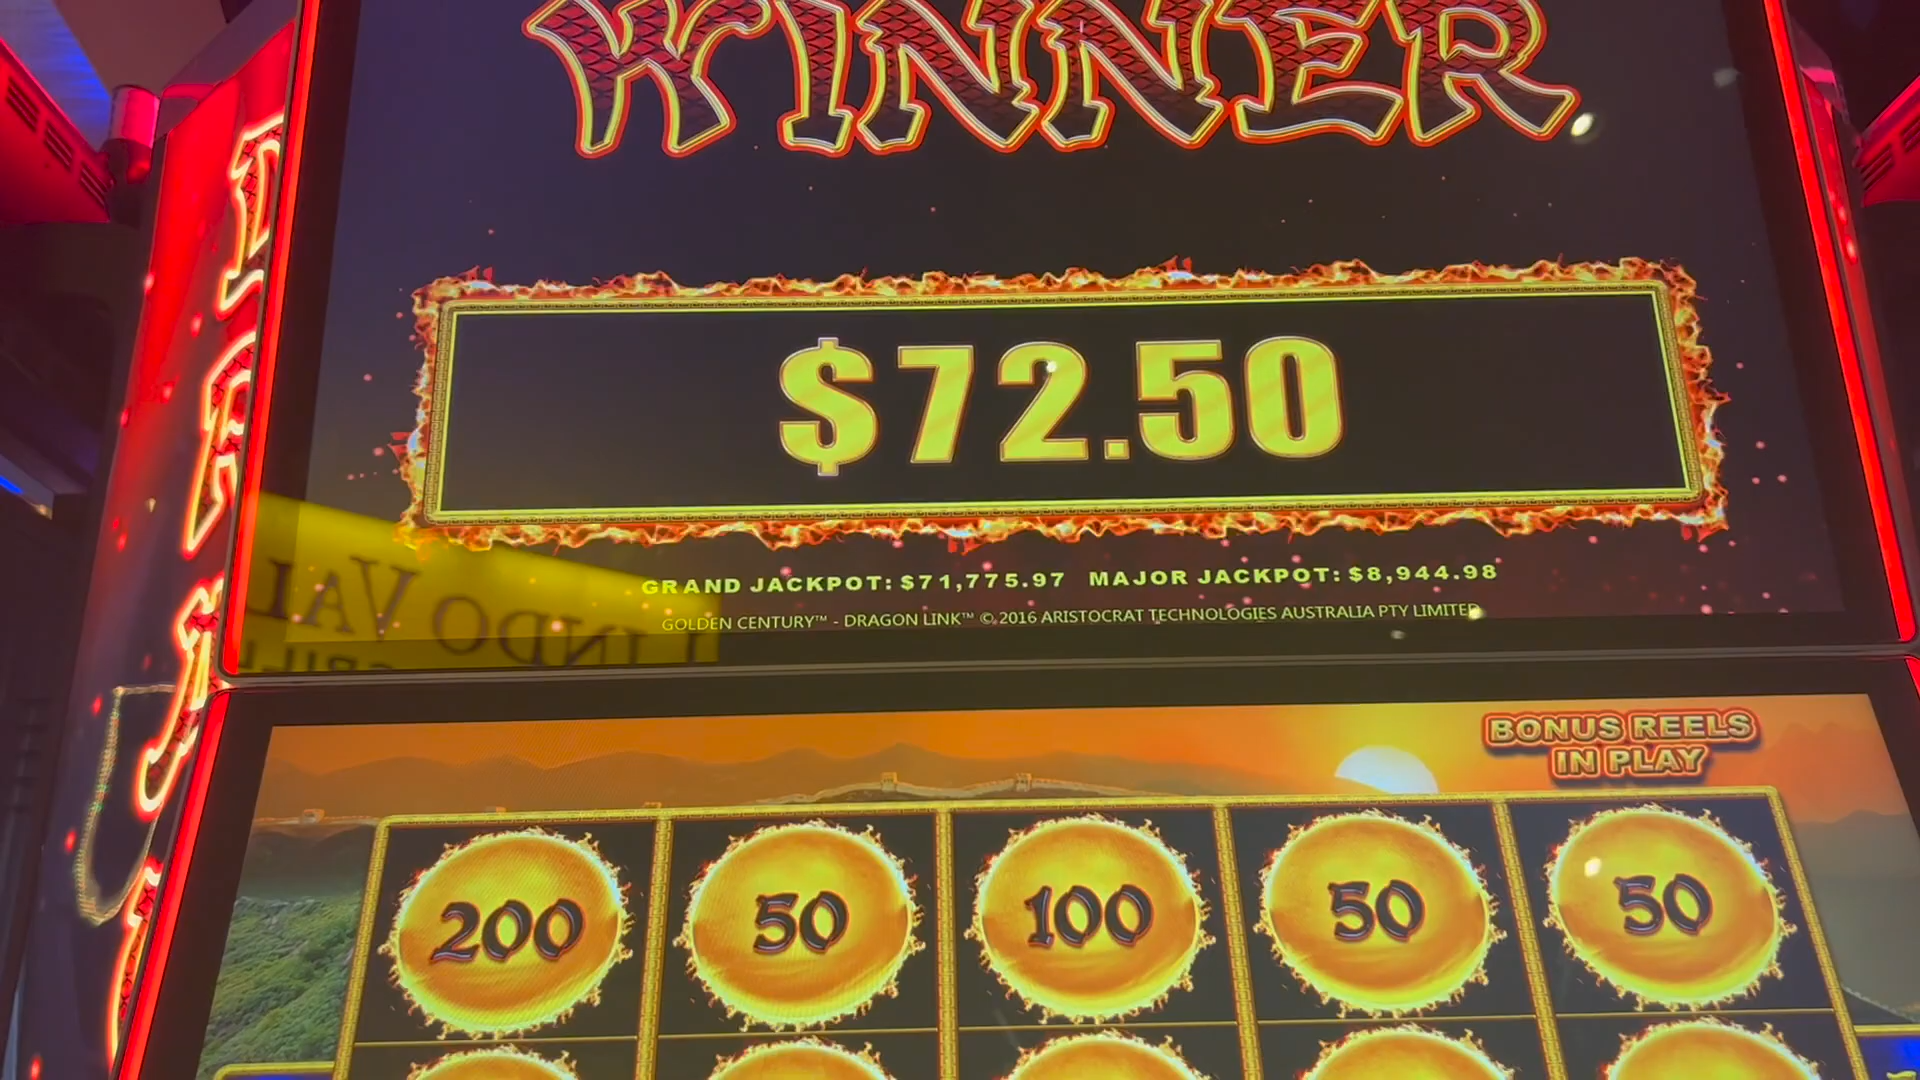 WINNER
$72.50
GRAND JACKPOT: $71,775.97 MAJOR JACKPOT: $8,944.98
GOLDEN CENTURY™ - DRAGON LINK™ © 2016 ARISTOCRAT TECHNOLOGIES AUSTRALIA PTY LIMITED
BONUS REELS
IN PLAY
200 50 100 50 50